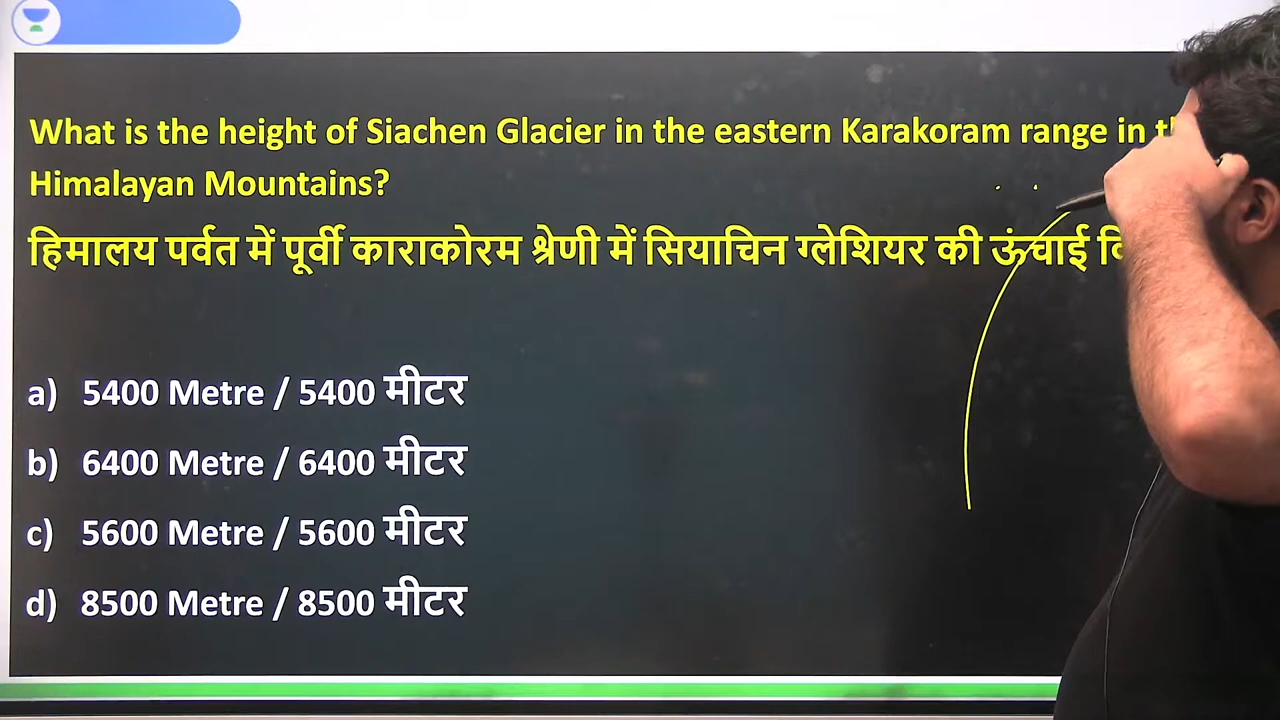 What is the height of Siachen Glacier in the eastern Karakoram range in
Himalayan Mountains?
हिमालय पर्वत में पूर्वी काराकोरम श्रेणी में सियाचिन ग्लेशियर की ऊंचाई
a) 5400 Metre / 5400 मीटर
b) 6400 Metre / 6400 मीटर
c) 5600 Metre / 5600 मीटर
d) 8500 Metre / 8500 मीटर